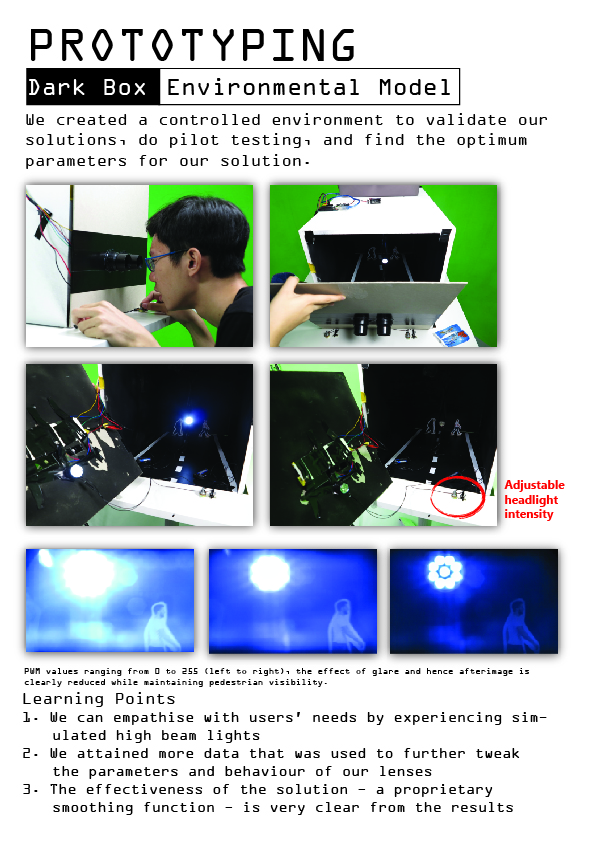 PROTOTYPING
Dark Box Environmental Model
We created a controlled environment to validate our
solutions, do pilot testing, and find the optimum
parameters for our solution.
Adjustable
headlight
intensity
PWM values ranging from 0 to 255 (left to right), the effect of glare and hence afterimage is
clearly reduced while maintaining pedestrian visibility.
Learning Points
1. We can empathise with users' needs by experiencing sim-
ulated high beam lights
2. We attained more data that was used to further tweak
the parameters and behaviour of our lenses
3. The effectiveness of the solution - a proprietary
smoothing function - is very clear from the results